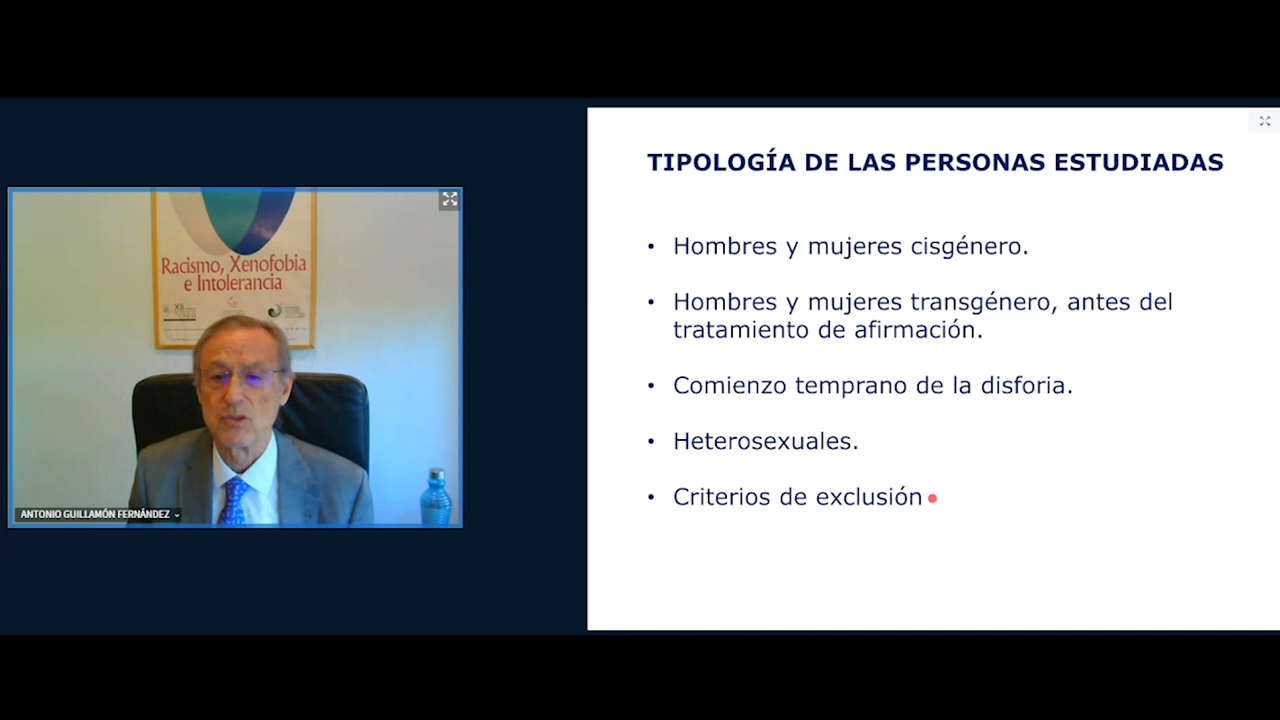 TIPOLOGÍA DE LAS PERSONAS ESTUDIADAS
• Hombres y mujeres cisgénero.
• Hombres y mujeres transgénero, antes del
tratamiento de afirmación.
• Comienzo temprano de la disforia.
• Heterosexuales.
• Criterios de exclusión
Racismo, Xenofobia
e Intolerancia
XII
ANTONIO GUILLAMÓN FERNÁNDEZ